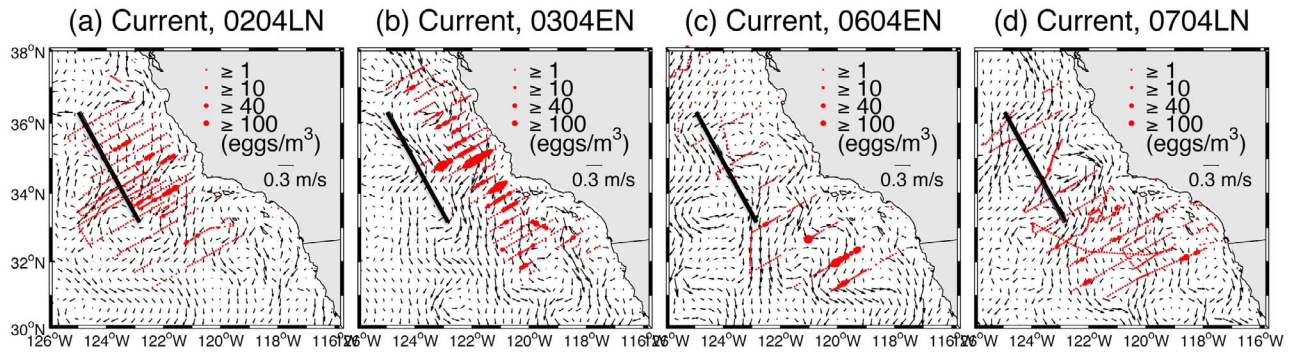 (a) Current, 0204LN
(b) Current, 0304EN
(c) Current, 0604EN
(d) Current, 0704LN
38°N
36°N
34°N
32°N
30°N
≥ 1
≥ 10
≥ 40
≥ 100
(eggs/m³)
0.3 m/s
≥ 1
≥ 10
≥ 40
≥ 100
(eggs/m³)
0.3 m/s
≥ 1
≥ 10
≥ 40
≥ 100
(eggs/m³)
0.3 m/s
≥ 1
≥ 10
≥ 40
≥ 100
(eggs/m³)
0.3 m/s
126°W 124°W 122°W 120°W 118°W 116°W
124°W 122°W 120°W 118°W 116°W
124°W 122°W 120°W 118°W 116°W
124°W 122°W 120°W 118°W 116°W